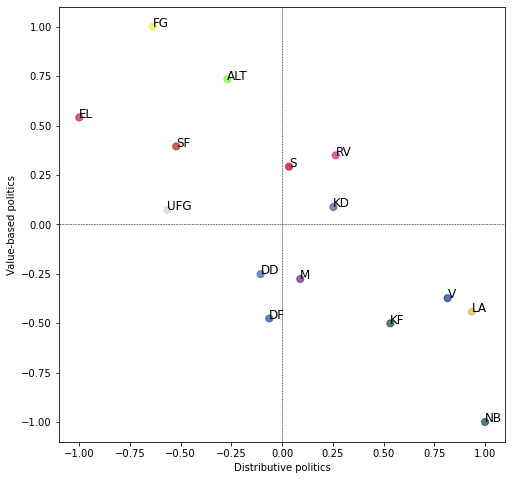 FG
1.00
ALT
0.75
EL
0.50
SF
RV
S
0.25
KD
UFG
0.00
DD
M
−0.25
V
LA
DF
KF
−0.50
−0.75
NB
−1.00
−1.00 −0.75 −0.50 −0.25 0.00 0.25 0.50 0.75 1.00
Distributive politics
Value-based politics